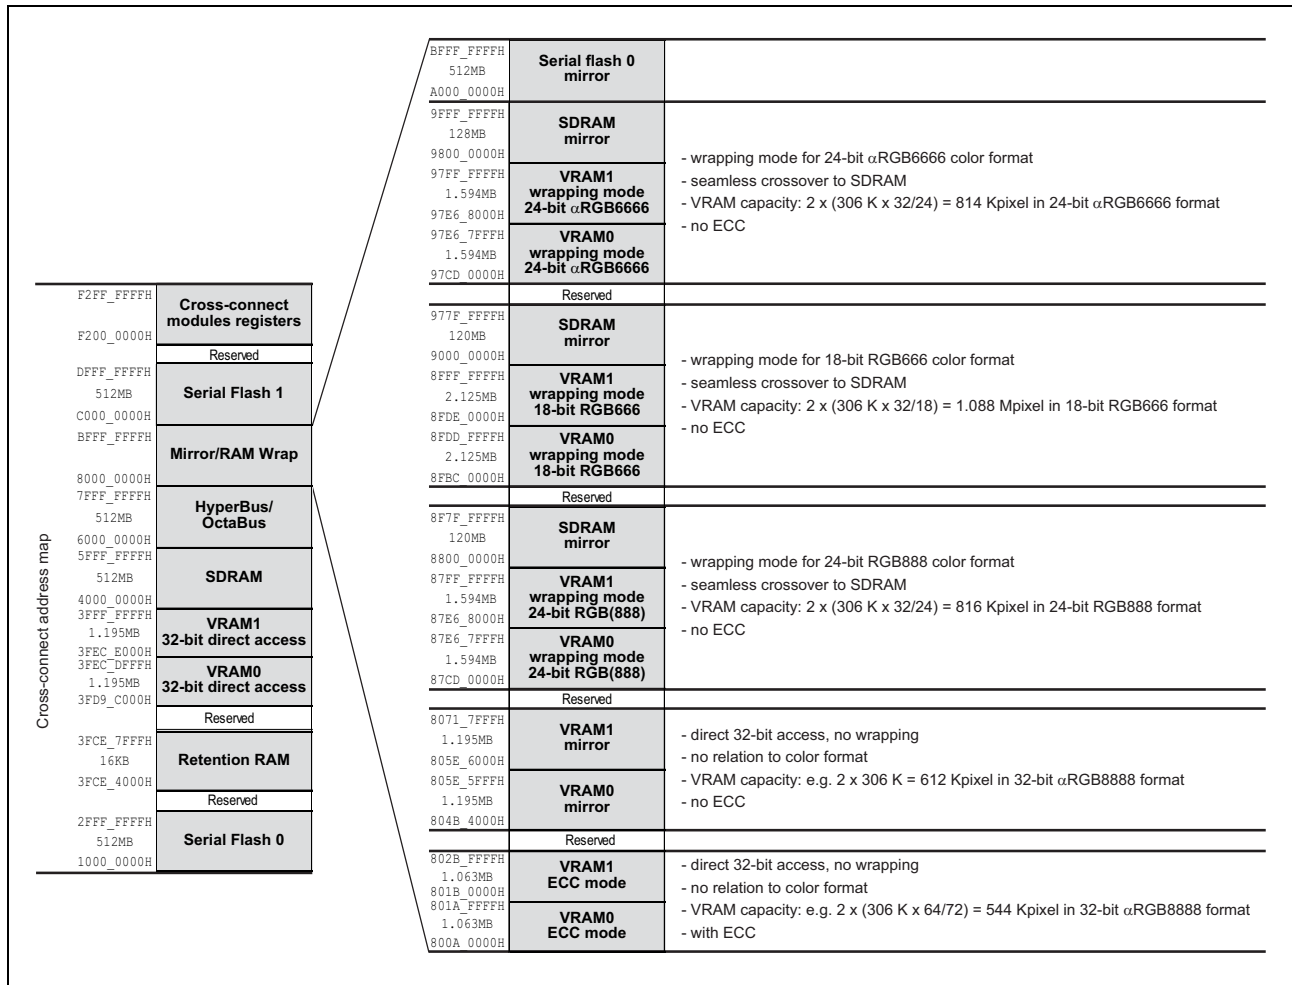 Cross-connect address map
F2FF_FFFFH
Cross-connect
modules registers
F200_0000H
Reserved
DFFF_FFFFH
512MB
Serial Flash 1
C000_0000H
BFFF_FFFFH
Mirror/RAM Wrap
8000_0000H
7FFF_FFFFH
HyperBus/
OctaBus
512MB
6000_0000H
5FFF_FFFFH
512MB
SDRAM
4000_0000H
3FFF_FFFFH
VRAM1
1.195MB
32-bit direct access
3FEC_E000H
3FEC_DFFFH
VRAM0
1.195MB
32-bit direct access
3FD9_C000H
Reserved
3FCE_7FFFH
16KB
Retention RAM
3FCE_4000H
Reserved
2FFF_FFFFH
512MB
Serial Flash 0
1000_0000H
BFFF_FFFFH
512MB
A000_0000H
Serial flash 0
mirror
9FFF_FFFFH
128MB
9800_0000H
SDRAM
mirror
97FF_FFFFH
1.594MB
97E6_8000H
VRAM1
wrapping mode
24-bit αRGB6666
97E6_7FFFH
1.594MB
97CD_0000H
VRAM0
wrapping mode
24-bit αRGB6666
- wrapping mode for 24-bit αRGB6666 color format
- seamless crossover to SDRAM
- VRAM capacity: 2 x (306 K x 32/24) = 814 Kpixel in 24-bit αRGB6666 format
- no ECC
Reserved
977F_FFFFH
120MB
9000_0000H
SDRAM
mirror
8FFF_FFFFH
2.125MB
8FDE_0000H
VRAM1
wrapping mode
18-bit RGB666
8FDD_FFFFH
2.125MB
8FBC_0000H
VRAM0
wrapping mode
18-bit RGB666
- wrapping mode for 18-bit RGB666 color format
- seamless crossover to SDRAM
- VRAM capacity: 2 x (306 K x 32/18) = 1.088 Mpixel in 18-bit RGB666 format
- no ECC
Reserved
8F7F_FFFFH
120MB
8800_0000H
SDRAM
mirror
87FF_FFFFH
1.594MB
87E6_8000H
VRAM1
wrapping mode
24-bit RGB(888)
87E6_7FFFH
1.594MB
87CD_0000H
VRAM0
wrapping mode
24-bit RGB(888)
- wrapping mode for 24-bit RGB888 color format
- seamless crossover to SDRAM
- VRAM capacity: 2 x (306 K x 32/24) = 816 Kpixel in 24-bit RGB888 format
- no ECC
Reserved
8071_7FFFH
1.195MB
805E_6000H
VRAM1
mirror
805E_5FFFH
1.195MB
804B_4000H
VRAM0
mirror
- direct 32-bit access, no wrapping
- no relation to color format
- VRAM capacity: e.g. 2 x 306 K = 612 Kpixel in 32-bit αRGB8888 format
- no ECC
Reserved
802B_FFFFH
1.063MB
801B_0000H
VRAM1
ECC mode
801A_FFFFH
1.063MB
800A_0000H
VRAM0
ECC mode
- direct 32-bit access, no wrapping
- no relation to color format
- VRAM capacity: e.g. 2 x (306 K x 64/72) = 544 Kpixel in 32-bit αRGB8888 format
- with ECC